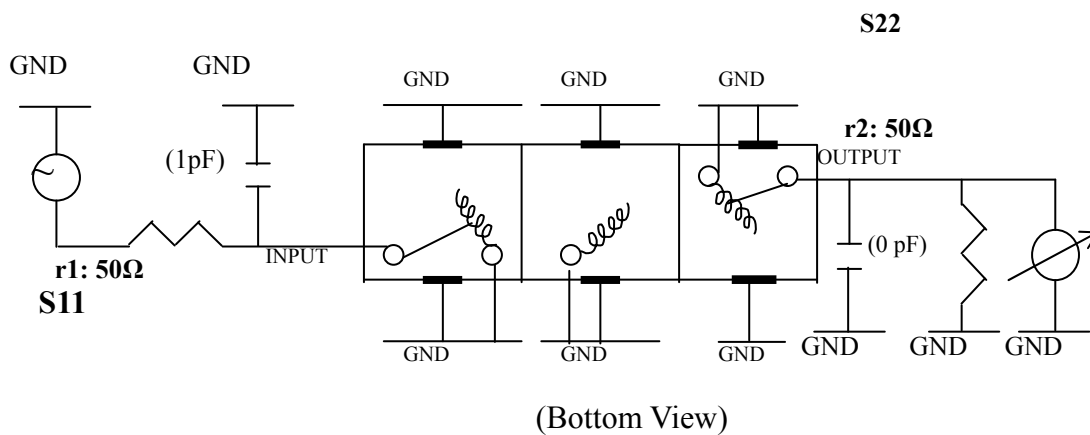 S22
GND
GND
GND
GND
GND
r2: 50Ω
(1pF)
OUTPUT
INPUT
(0 pF)
r1: 50Ω
S11
GND
GND
GND
GND
GND
GND
(Bottom View)